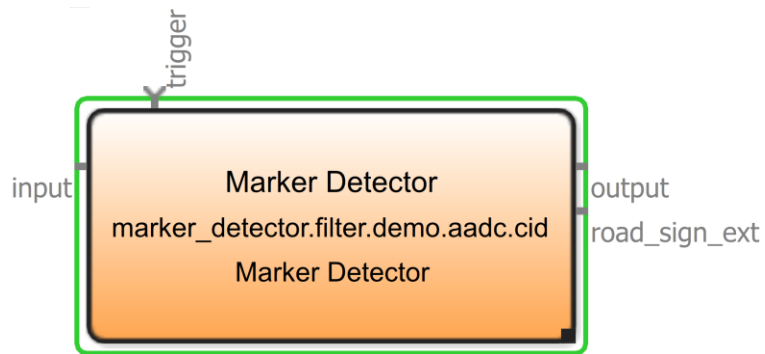 trigger
input
Marker Detector
marker_detector.filter.demo.aadc.cid
Marker Detector
output
road_sign_ext